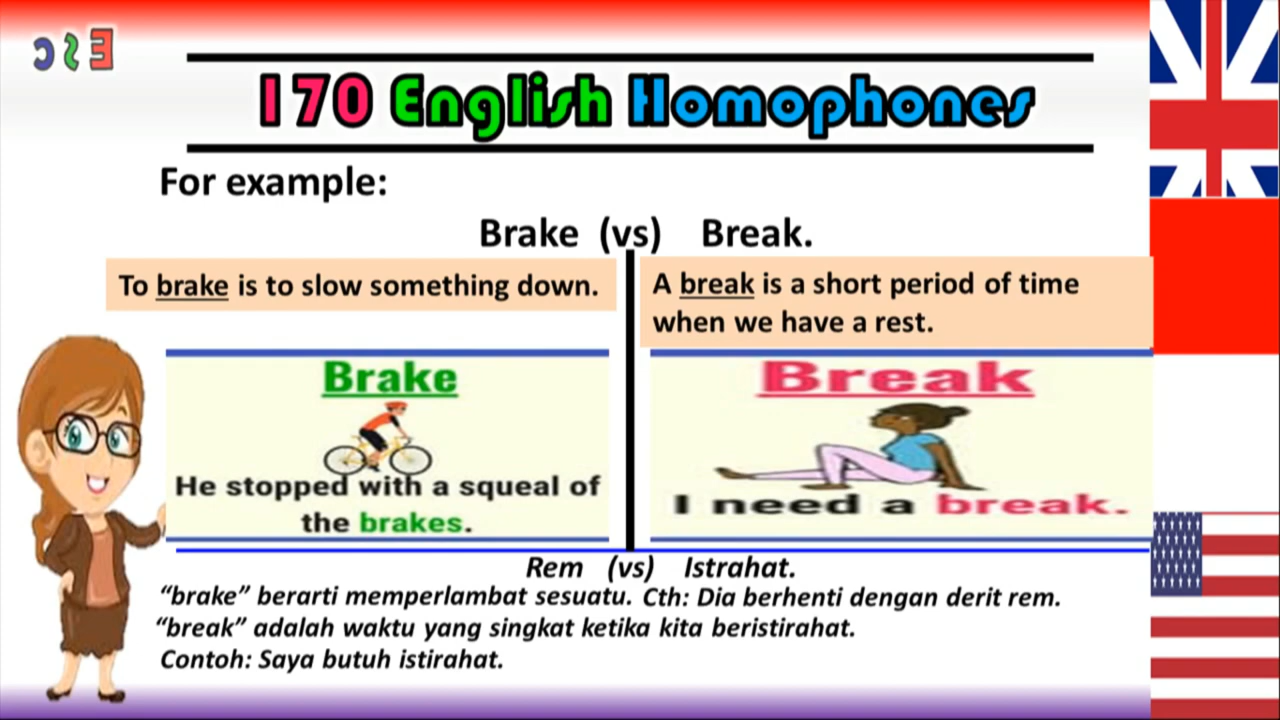 ESC
170 English Homophones
For example:
Brake (vs) Break.
To brake is to slow something down.
A break is a short period of time
when we have a rest.
Brake
He stopped with a squeal of
the brakes.
Break
I need a break.
Rem (vs) Istrahat.
“brake” berarti memperlambat sesuatu. Cth: Dia berhenti dengan derit rem.
“break” adalah waktu yang singkat ketika kita beristirahat.
Contoh: Saya butuh istirahat.